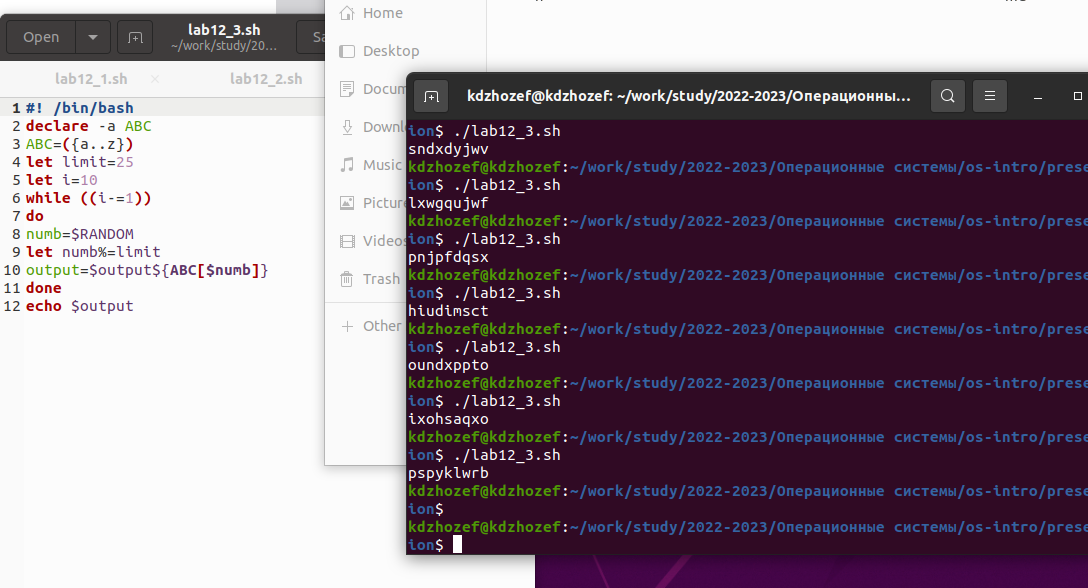 Open
lab12_3.sh
~/work/study/20…
lab12_1.sh ×
lab12_2.sh
1 #! /bin/bash
2 declare -a ABC
3 ABC=({a..z})
4 let limit=25
5 let i=10
6 while ((i-=1))
7 do
8 numb=$RANDOM
9 let numb%=limit
10 output=$output${ABC[$numb]}
11 done
12 echo $output
Home
Desktop
Docum
Downl
Music
Picture
Videos
Trash
+ Other
kdzhozef@kdzhozef: ~/work/study/2022-2023/Операционны…
ion$ ./lab12_3.sh
sndxdyjwv
kdzhozef@kdzhozef:~/work/study/2022-2023/Операционные системы/os-intro/prese
ion$ ./lab12_3.sh
lxwgqujwf
kdzhozef@kdzhozef:~/work/study/2022-2023/Операционные системы/os-intro/prese
ion$ ./lab12_3.sh
pnjpfdqsx
kdzhozef@kdzhozef:~/work/study/2022-2023/Операционные системы/os-intro/prese
ion$ ./lab12_3.sh
hiudimsct
kdzhozef@kdzhozef:~/work/study/2022-2023/Операционные системы/os-intro/prese
ion$ ./lab12_3.sh
oundxppto
kdzhozef@kdzhozef:~/work/study/2022-2023/Операционные системы/os-intro/prese
ion$ ./lab12_3.sh
ixohsaqxo
kdzhozef@kdzhozef:~/work/study/2022-2023/Операционные системы/os-intro/prese
ion$ ./lab12_3.sh
pspyklwrb
kdzhozef@kdzhozef:~/work/study/2022-2023/Операционные системы/os-intro/prese
ion$
kdzhozef@kdzhozef:~/work/study/2022-2023/Операционные системы/os-intro/prese
ion$